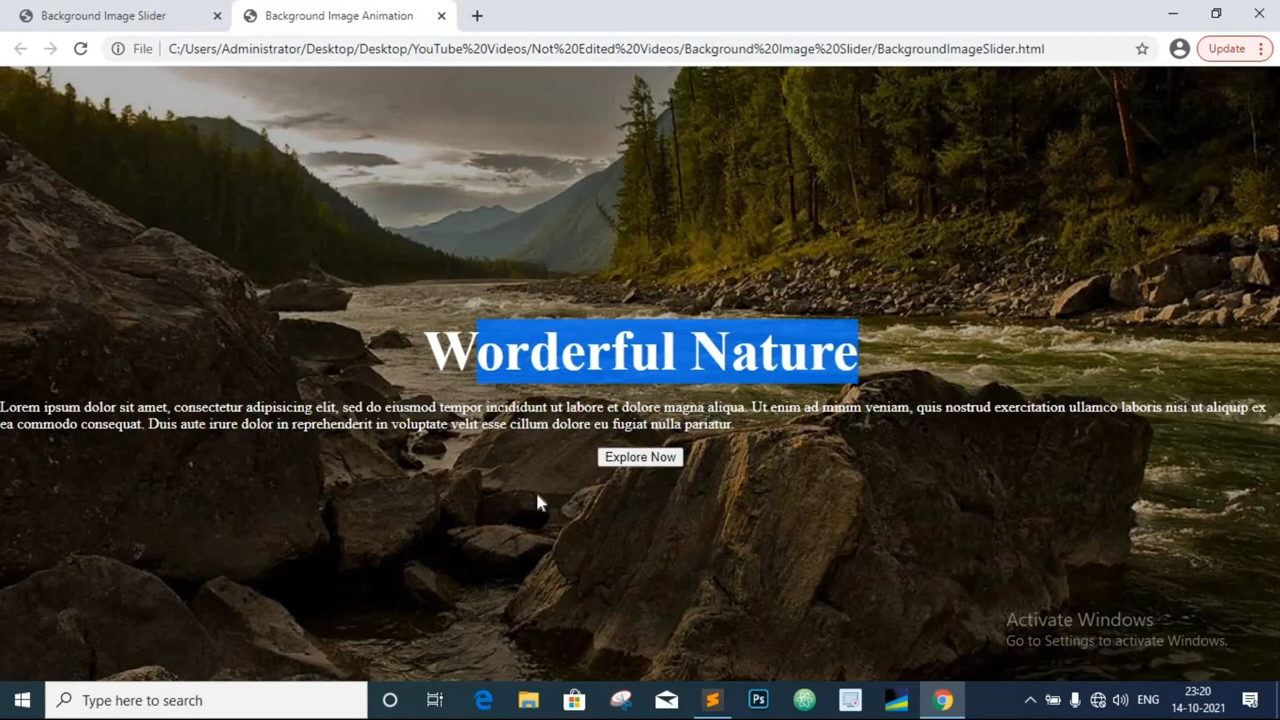 Background Image Slider
Background Image Animation
File
C:/Users/Administrator/Desktop/Desktop/YouTube%20Videos/Not%20Edited%20Videos/Background%20Image%20Slider/BackgroundImageSlider.html
Update
Worderful Nature
Lorem ipsum dolor sit amet, consectetur adipisicing elit, sed do eiusmod tempor incididunt ut labore et dolore magna aliqua. Ut enim ad minim veniam, quis nostrud exercitation ullamco laboris nisi ut aliquip ex
ea commodo consequat. Duis aute irure dolor in reprehenderit in voluptate velit esse cillum dolore eu fugiat nulla pariatur.
Explore Now
Activate Windows
Go to Settings to activate Windows.
Type here to search
Ps
ENG
23:20
14-10-2021